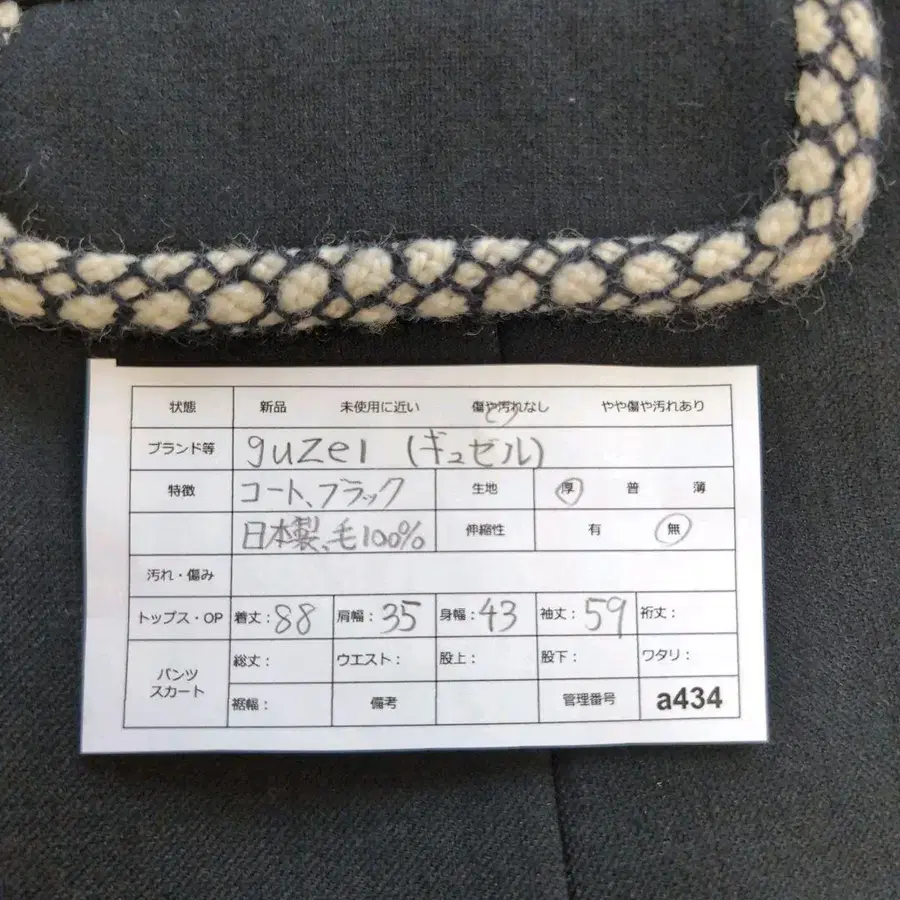 状態 新品 未使用に近い 傷や汚れなし やや傷や汚れあり
ブランド等 guzel (ギュゼル)
特徴 コート、ブラック 生地 厚 普 薄
日本製、毛100% 伸縮性 有 無
汚れ・傷み
トップス・OP 着丈：88 肩幅：35 身幅：43 袖丈：59 裄丈：
パンツ スカート 総丈： ウエスト： 股上： 股下： ワタリ：
裾幅： 備考 管理番号 a434